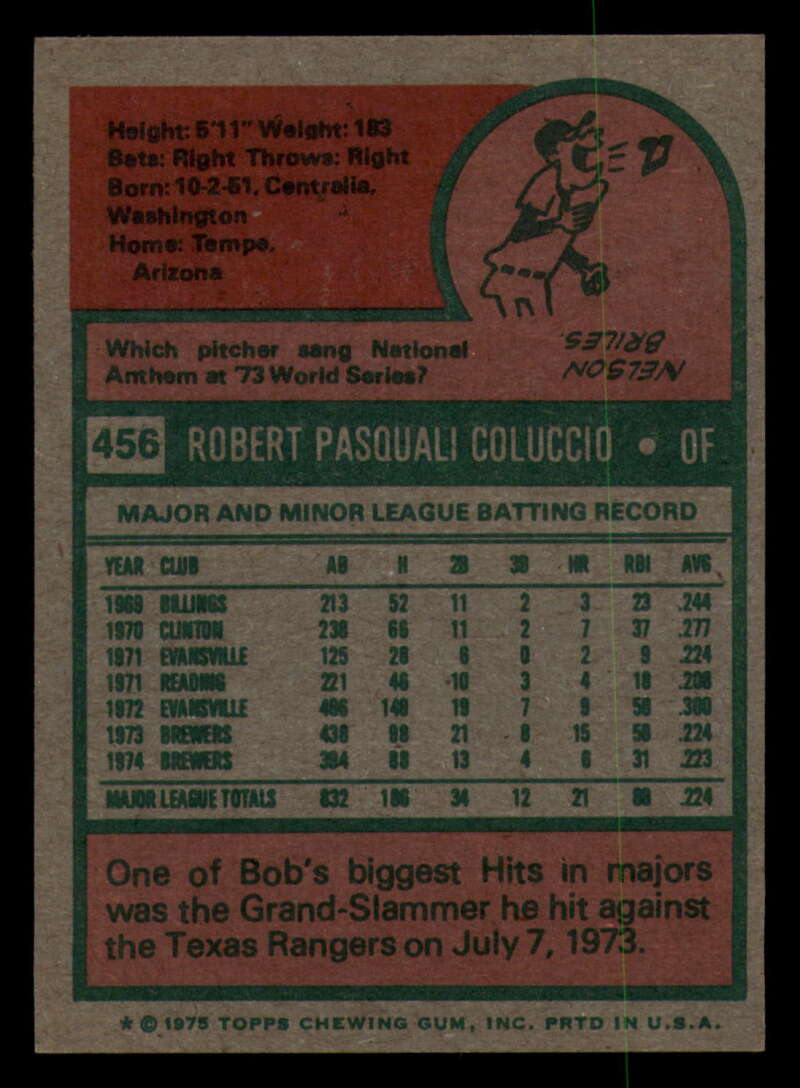 Height: 5'11" Weight: 183
Bats: Right Throws: Right
Born: 10-2-51, Centralia,
Washington
Home: Tempe,
Arizona
Which pitcher sang National
Anthem at '73 World Series?
NELSON
BRILES.
456 ROBERT PASQUALI COLUCCIO • OF
MAJOR AND MINOR LEAGUE BATTING RECORD
YEAR CLUB AB H 2B 3B HR RBI AVG
1969 BILLINGS 213 52 11 2 3 23 .244
1970 CLINTON 238 66 11 2 7 37 .277
1971 EVANSVILLE 125 28 6 0 2 9 .224
1971 READING 221 46 10 3 4 18 .208
1972 EVANSVILLE 148 19 7 9 .300
1973 BREWERS 438 98 21 8 15 58 .224
1974 BREWERS 394 88 13 4 6 31 .223
MAJOR LEAGUE TOTALS 832 186 34 12 21 .224
One of Bob's biggest Hits in majors
was the Grand-Slammer he hit against
the Texas Rangers on July 7, 1973.
* © 1975 TOPPS CHEWING GUM, INC. PRTD IN U.S.A.